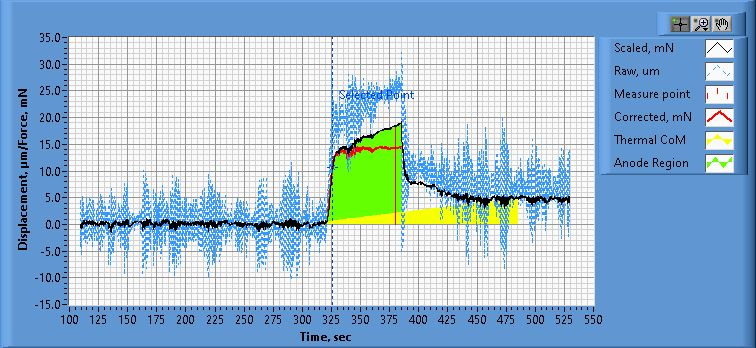 Scaled, mN
Raw, um
Measure point
Corrected, mN
Thermal CoM
Anode Region
Displacement, µm/Force, mN
35.0
30.0
25.0
20.0
15.0
10.0
5.0
0.0
-5.0
-10.0
-15.0
Selected Point
100 125 150 175 200 225 250 275 300 325 350 375 400 425 450 475 500 525 550
Time, sec